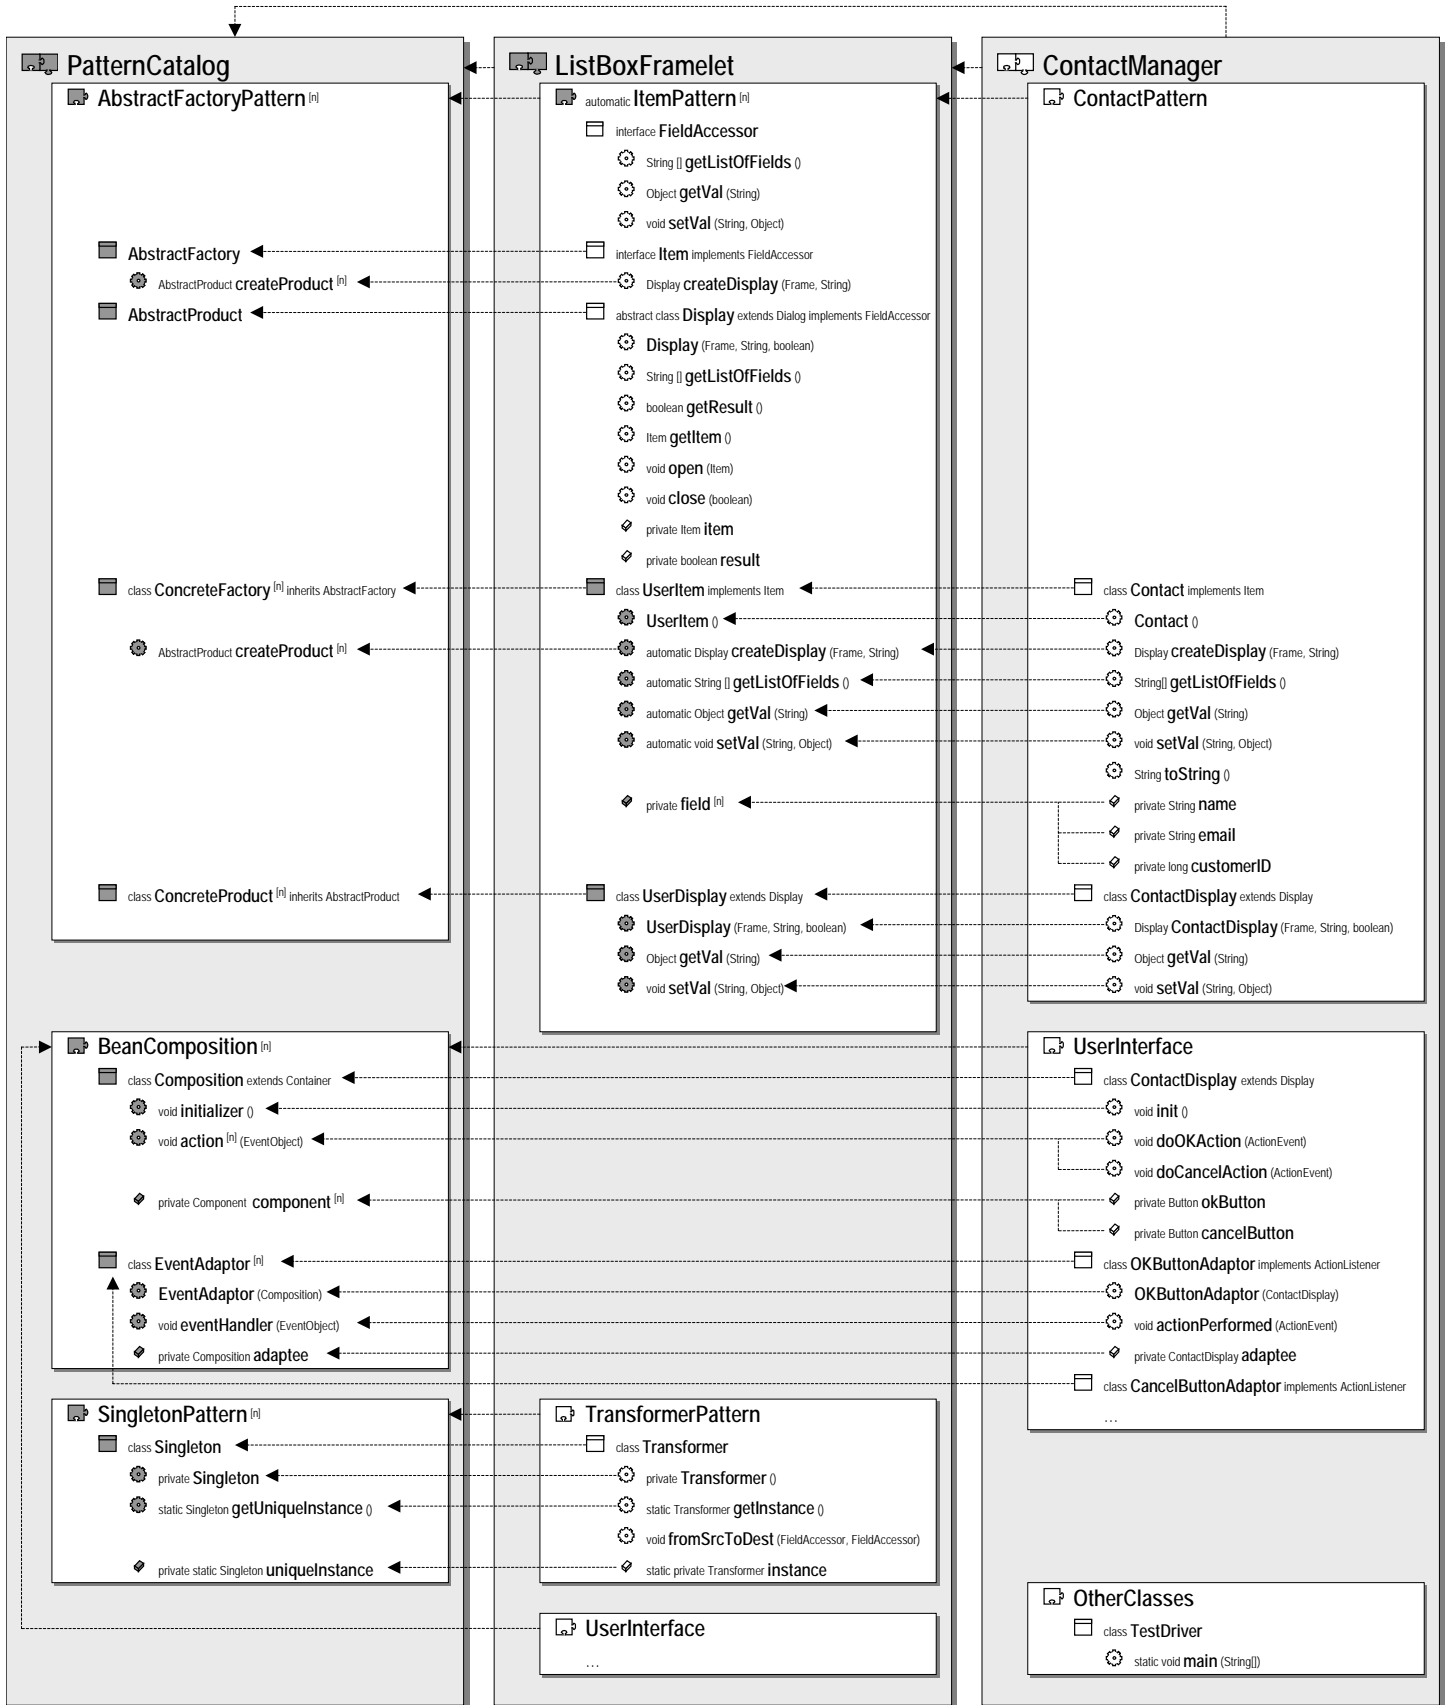 PatternCatalog
AbstractFactoryPattern [n]
AbstractFactory
AbstractProduct createProduct [n]
AbstractProduct
class ConcreteFactory [n] inherits AbstractFactory
AbstractProduct createProduct [n]
class ConcreteProduct [n] inherits AbstractProduct
BeanComposition [n]
class Composition extends Container
void initializer ()
void action [n] (EventObject)
private Component component [n]
class EventAdaptor [n]
EventAdaptor (Composition)
void eventHandler (EventObject)
private Composition adaptee
SingletonPattern [n]
class Singleton
private Singleton
static Singleton getUniqueInstance ()
private static Singleton uniqueInstance
ListBoxFramelet
automatic ItemPattern [n]
interface FieldAccessor
String [] getListOfFields ()
Object getVal (String)
void setVal (String, Object)
interface Item implements FieldAccessor
Display createDisplay (Frame, String)
abstract class Display extends Dialog implements FieldAccessor
Display (Frame, String, boolean)
String [] getListOfFields ()
boolean getResult ()
Item getItem ()
void open (Item)
void close (boolean)
private Item item
private boolean result
class UserItem implements Item
UserItem ()
automatic Display createDisplay (Frame, String)
automatic String [] getListOfFields ()
automatic Object getVal (String)
automatic void setVal (String, Object)
private field [n]
class UserDisplay extends Display
UserDisplay (Frame, String, boolean)
Object getVal (String)
void setVal (String, Object)
TransformerPattern
class Transformer
private Transformer ()
static Transformer getInstance ()
void fromSrcToDest (FieldAccessor, FieldAccessor)
static private Transformer instance
UserInterface
...
ContactManager
ContactPattern
class Contact implements Item
Contact ()
Display createDisplay (Frame, String)
String[] getListOfFields ()
Object getVal (String)
void setVal (String, Object)
String toString ()
private String name
private String email
private long customerID
class ContactDisplay extends Display
Display ContactDisplay (Frame, String, boolean)
Object getVal (String)
void setVal (String, Object)
UserInterface
class ContactDisplay extends Display
void init ()
void doOKAction (ActionEvent)
void doCancelAction (ActionEvent)
private Button okButton
private Button cancelButton
class OKButtonAdaptor implements ActionListener
OKButtonAdaptor (ContactDisplay)
void actionPerformed (ActionEvent)
private ContactDisplay adaptee
class CancelButtonAdaptor implements ActionListener
...
OtherClasses
class TestDriver
static void main (String[])